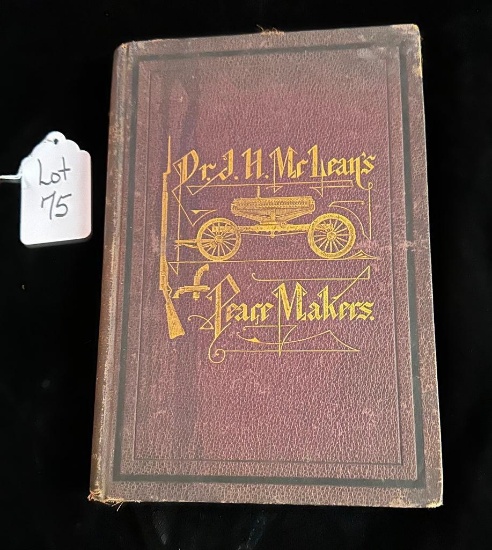 Lot
75
Dr. J. H. McLean's
Peace Makers.